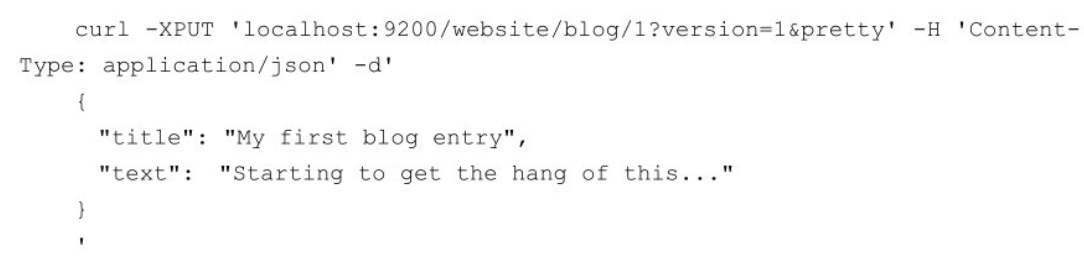 curl -XPUT 'localhost:9200/website/blog/1?version=1&pretty' -H 'Content-
Type: application/json' -d'
{
"title": "My first blog entry",
"text":  "Starting to get the hang of this..."
}
'